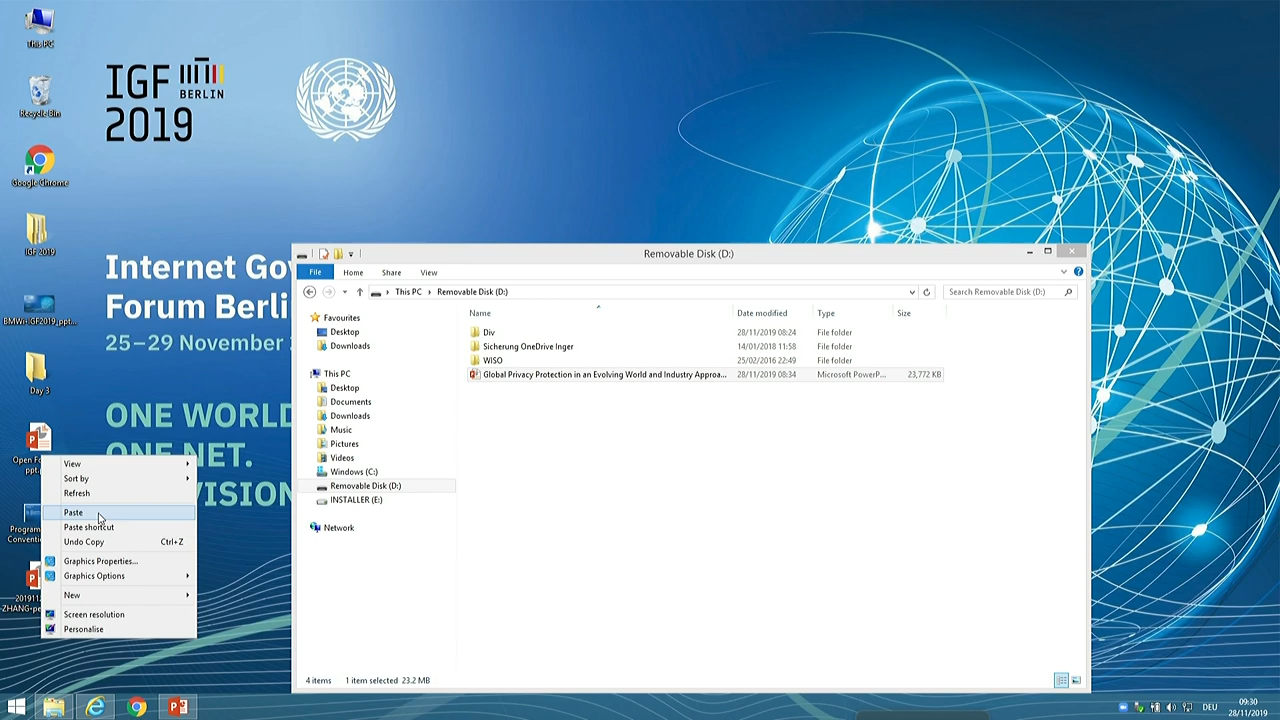 This PC
Recycle Bin
Google Chrome
IGF 2019
BMWi-IGF2019_ppt...
Day 3
Open Fo
ppt.
Program
Conventi
2019112
ZHANG-pe
IGF
BERLIN
2019
Internet Gov
Forum Berli
25–29 November
ONE WORLD
ONE NET.
VISION
View
Sort by
Refresh
Paste
Paste shortcut
Undo Copy Ctrl+Z
Graphics Properties...
Graphics Options
New
Screen resolution
Personalise
Removable Disk (D:)
File Home Share View
This PC Removable Disk (D:) Search Removable Disk (D:)
Favourites
Desktop
Downloads
This PC
Desktop
Documents
Downloads
Music
Pictures
Videos
Windows (C:)
Removable Disk (D:)
INSTALLER (E:)
Network
Name Date modified Type Size
Div 28/11/2019 08:24 File folder
Sicherung OneDrive Inger 14/01/2018 11:58 File folder
WISO 25/02/2016 22:49 File folder
Global Privacy Protection in an Evolving World and Industry Approa... 28/11/2019 08:34 Microsoft PowerP... 23,772 KB
4 items 1 item selected 23.2 MB
DEU
09:30
28/11/2019